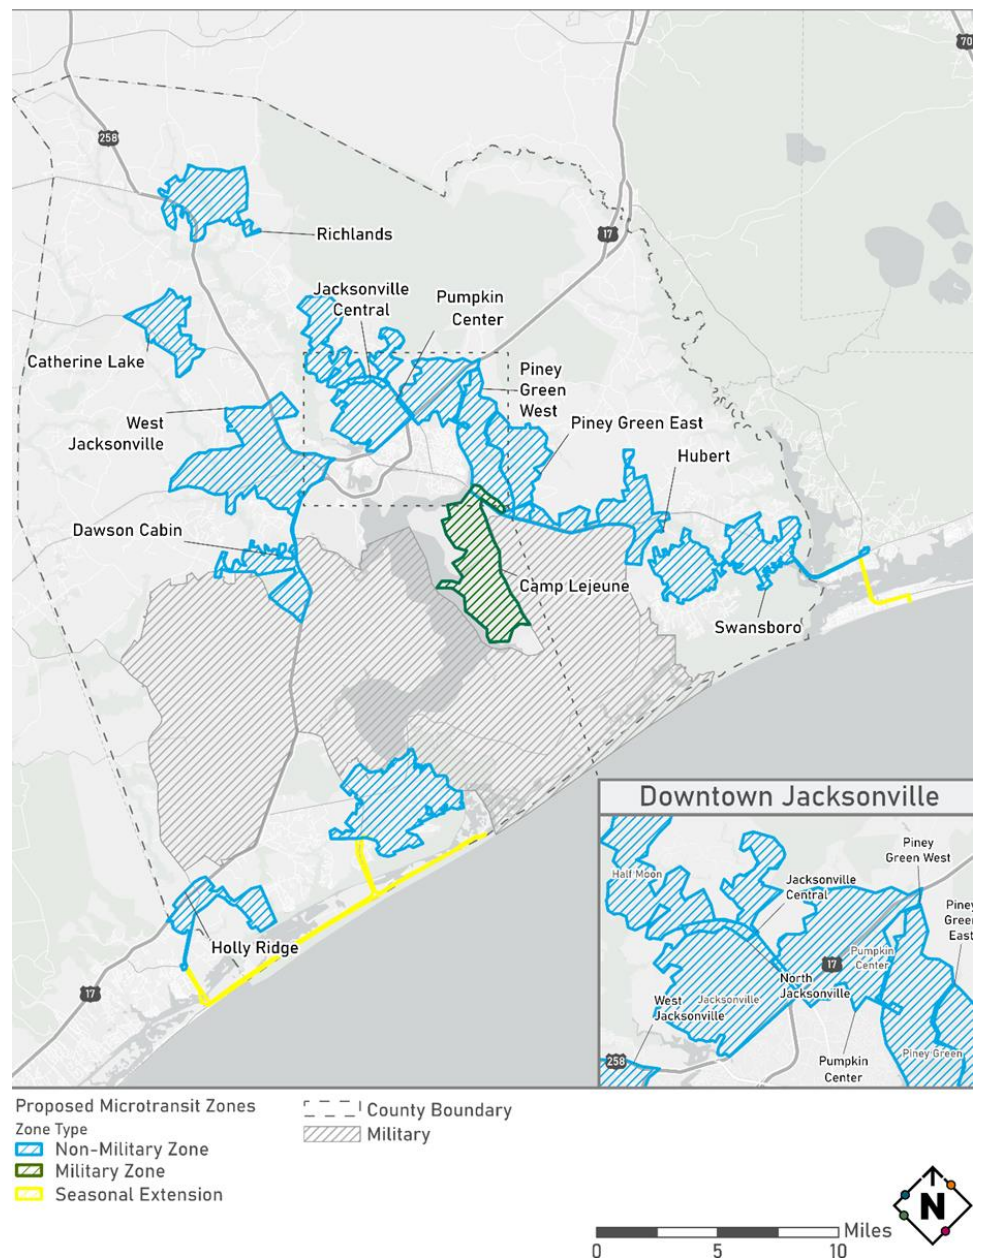 70
258
17
Richlands
Jacksonville
Central
Pumpkin
Center
Catherine Lake
Piney
Green
West
West
Jacksonville
Piney Green East
Hubert
Dawson Cabin
Camp Lejeune
Swansboro
Holly Ridge
17
Downtown Jacksonville
Piney
Green West
Half Moon
Jacksonville
Central
Piney
Green
East
Pumpkin
Center
17
North
Jacksonville
West
Jacksonville
Jacksonville
258
Pumpkin
Center
Piney Green
Proposed Microtransit Zones
Zone Type
Non-Military Zone
Military Zone
Seasonal Extension
County Boundary
Military
N
Miles
0
5
10